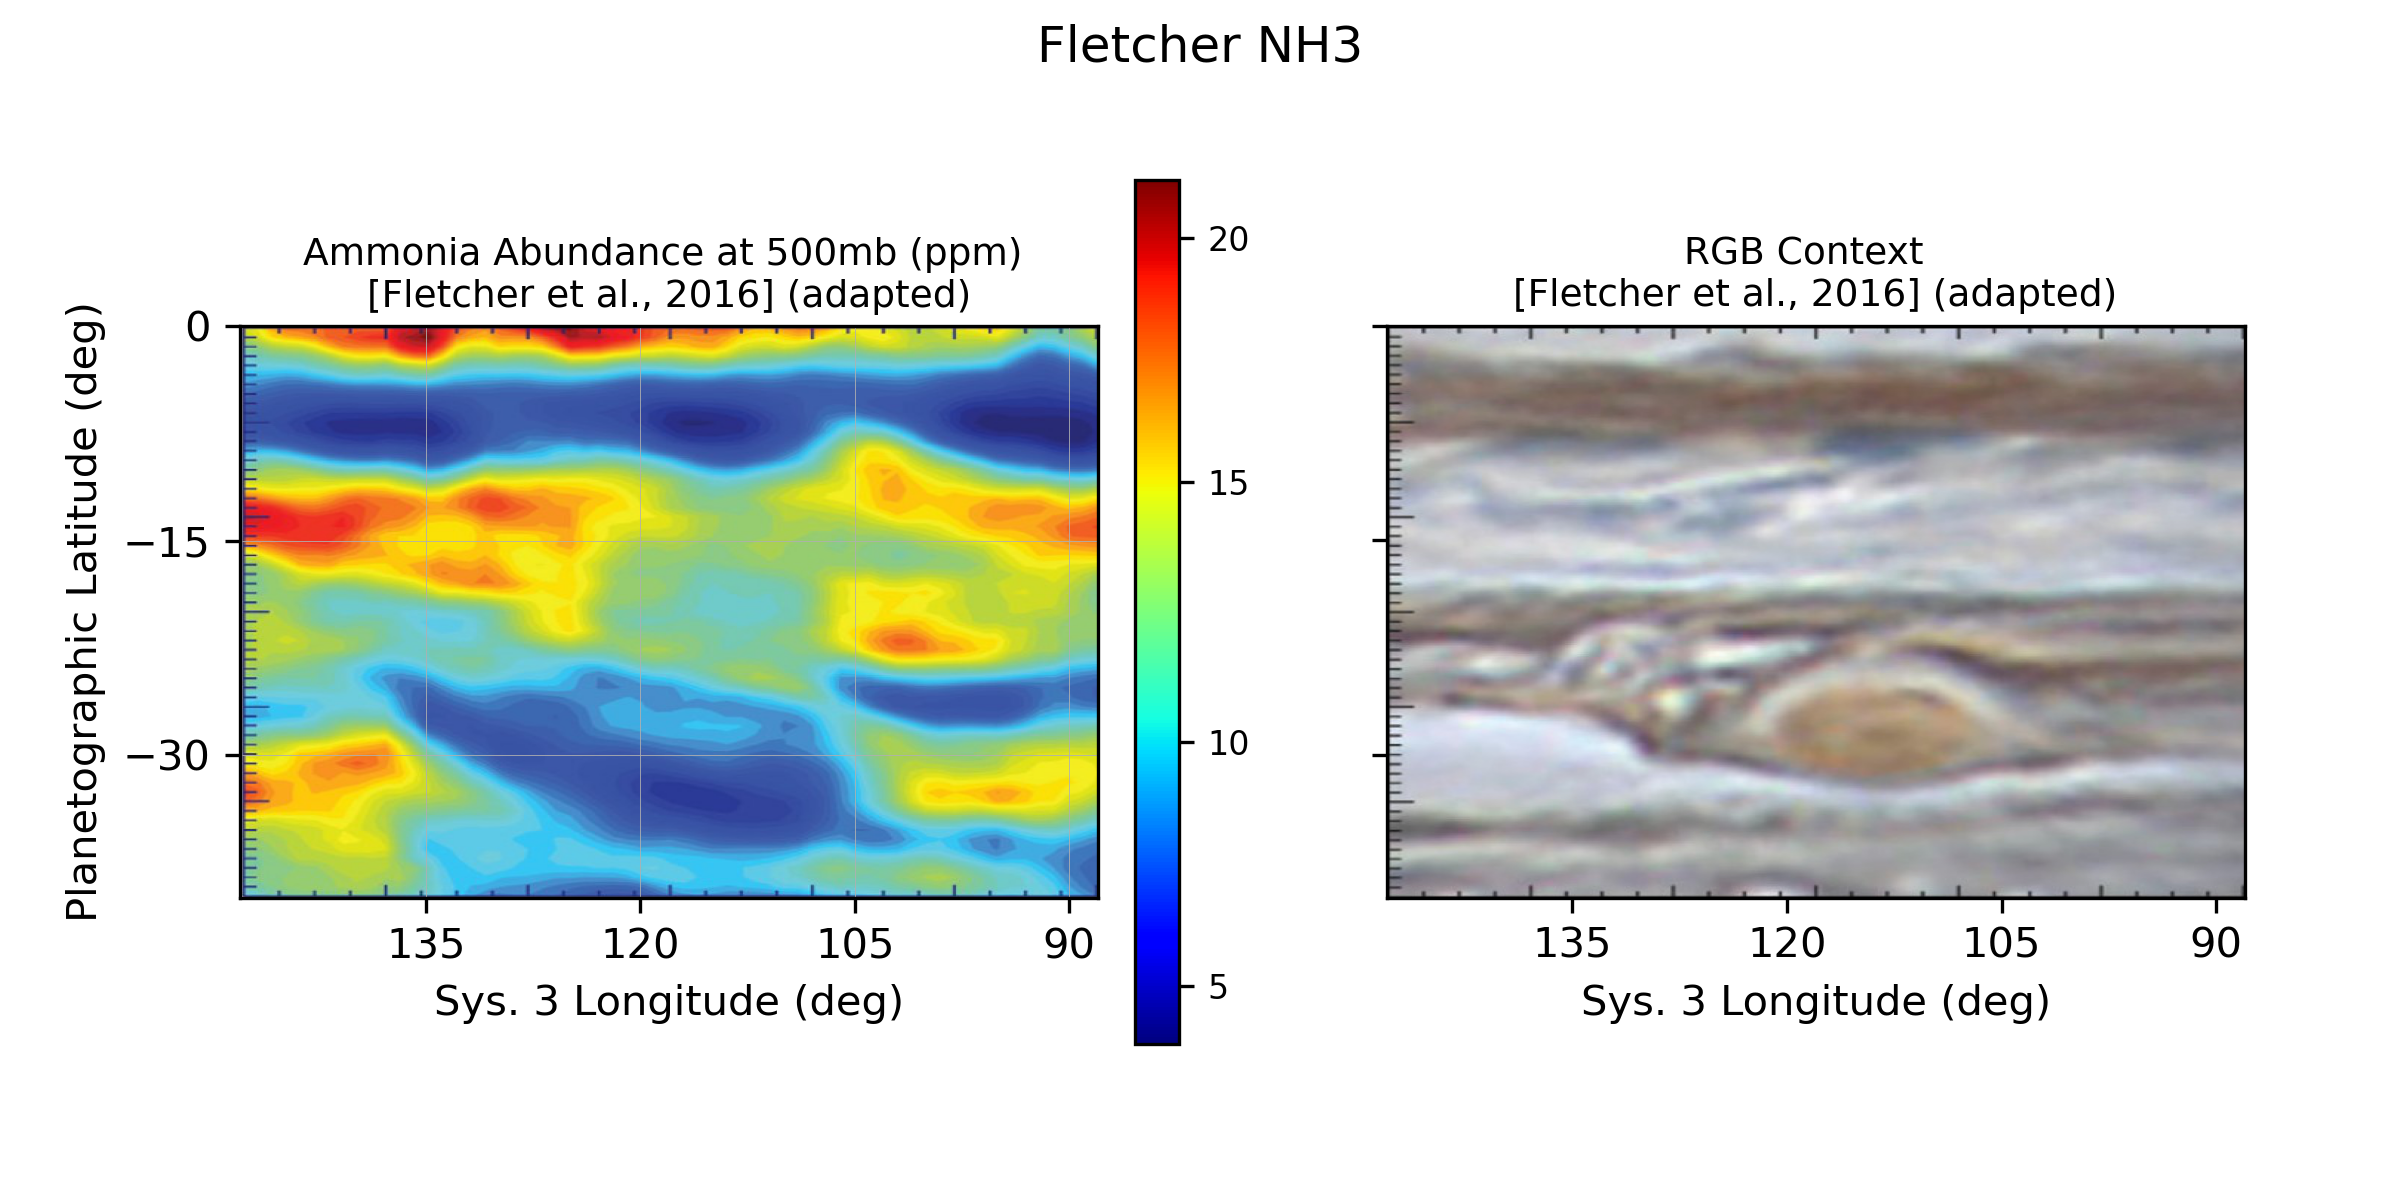 Fletcher NH3
Ammonia Abundance at 500mb (ppm)
[Fletcher et al., 2016] (adapted)
Planetographic Latitude (deg)
0
−15
−30
135
120
105
90
Sys. 3 Longitude (deg)
20
15
10
5
RGB Context
[Fletcher et al., 2016] (adapted)
135
120
105
90
Sys. 3 Longitude (deg)